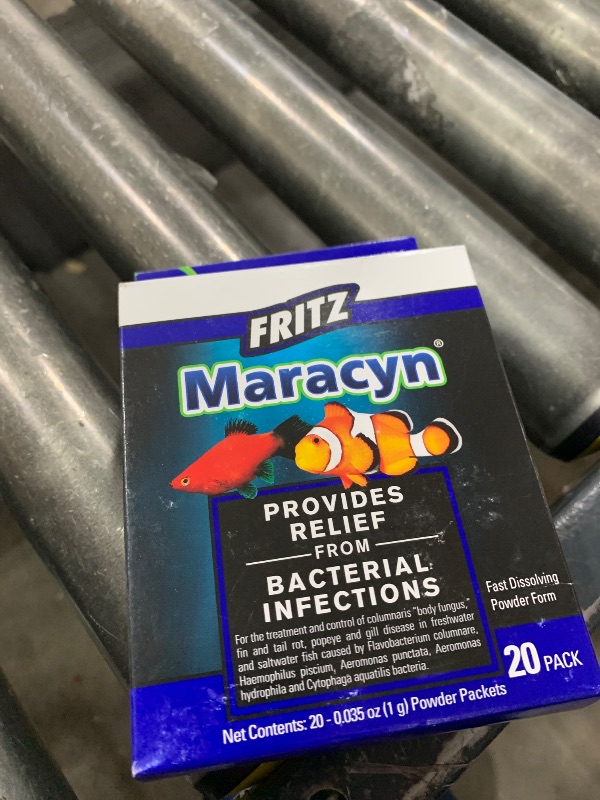 FRITZ
Maracyn®
PROVIDES
RELIEF
FROM
BACTERIAL
INFECTIONS
For the treatment and control of columnaris "body fungus,"
fin and tail rot, popeye and gill disease in freshwater
and saltwater fish caused by Flavobacterium columnare,
Haemophilus piscium, Aeromonas punctata, Aeromonas
hydrophila and Cytophaga aquatilis bacteria.
Fast Dissolving
Powder Form
20 PACK
Net Contents: 20 - 0.035 oz (1 g) Powder Packets